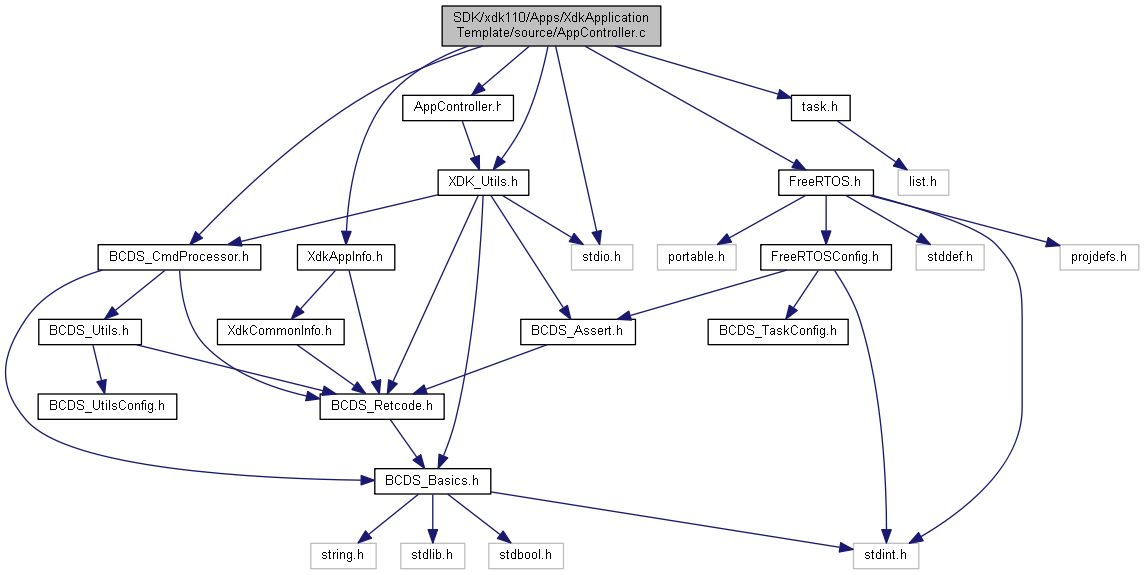 SDK/xdk110/Apps/XdkApplication
Template/source/AppController.c
AppController.h
task.h
XDK_Utils.h
FreeRTOS.h
list.h
BCDS_CmdProcessor.h
XdkAppInfo.h
stdio.h
portable.h
FreeRTOSConfig.h
stddef.h
projdefs.h
BCDS_Utils.h
XdkCommonInfo.h
BCDS_Assert.h
BCDS_TaskConfig.h
BCDS_UtilsConfig.h
BCDS_Retcode.h
BCDS_Basics.h
string.h
stdlib.h
stdbool.h
stdint.h